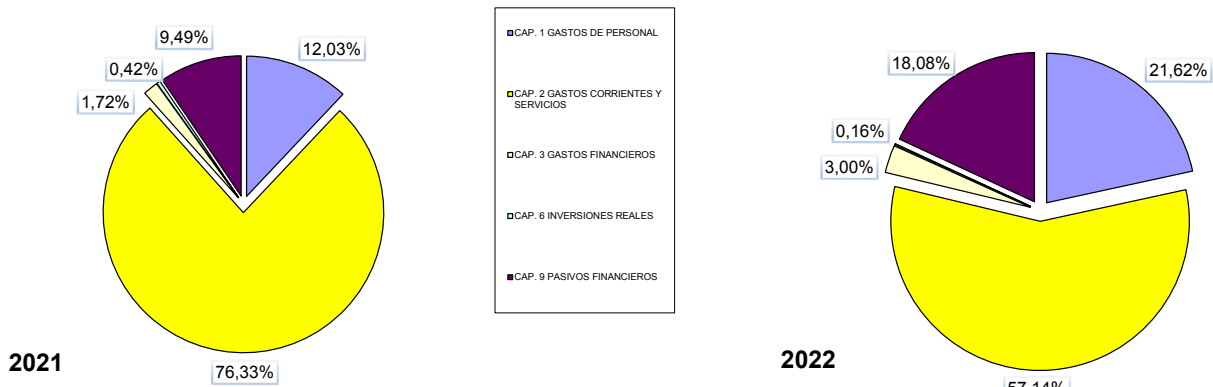 9,49%
12,03%
0,42%
1,72%
76,33%
2021
CAP. 1 GASTOS DE PERSONAL
CAP. 2 GASTOS CORRIENTES Y
SERVICIOS
CAP. 3 GASTOS FINANCIEROS
CAP. 6 INVERSIONES REALES
CAP. 9 PASIVOS FINANCIEROS
18,08%
21,62%
0,16%
3,00%
2022
57,14%